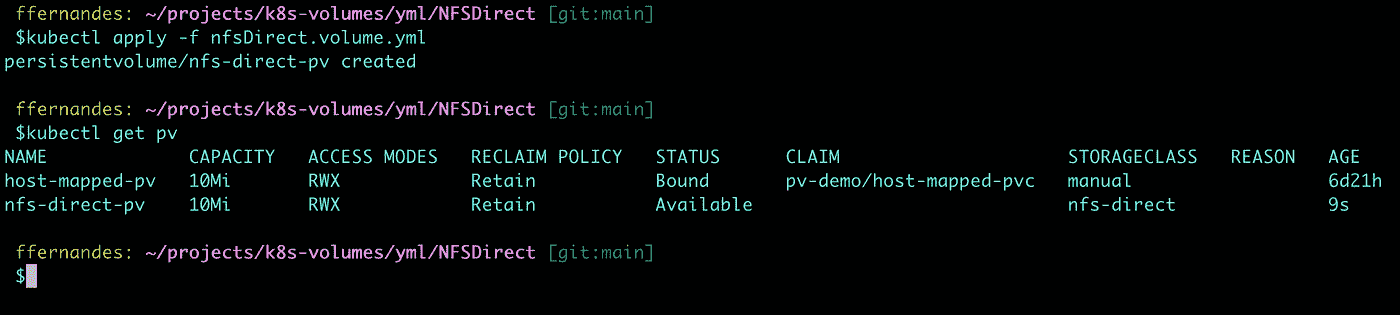 ffernandes: ~/projects/k8s-volumes/yml/NFSDirect [git:main]
$kubectl apply -f nfsDirect.volume.yml
persistentvolume/nfs-direct-pv created
ffernandes: ~/projects/k8s-volumes/yml/NFSDirect [git:main]
$kubectl get pv
NAME CAPACITY ACCESS MODES RECLAIM POLICY STATUS CLAIM STORAGECLASS REASON AGE
host-mapped-pv 10Mi RWX Retain Bound pv-demo/host-mapped-pvc manual 6d21h
nfs-direct-pv 10Mi RWX Retain Available nfs-direct 9s
ffernandes: ~/projects/k8s-volumes/yml/NFSDirect [git:main]
$